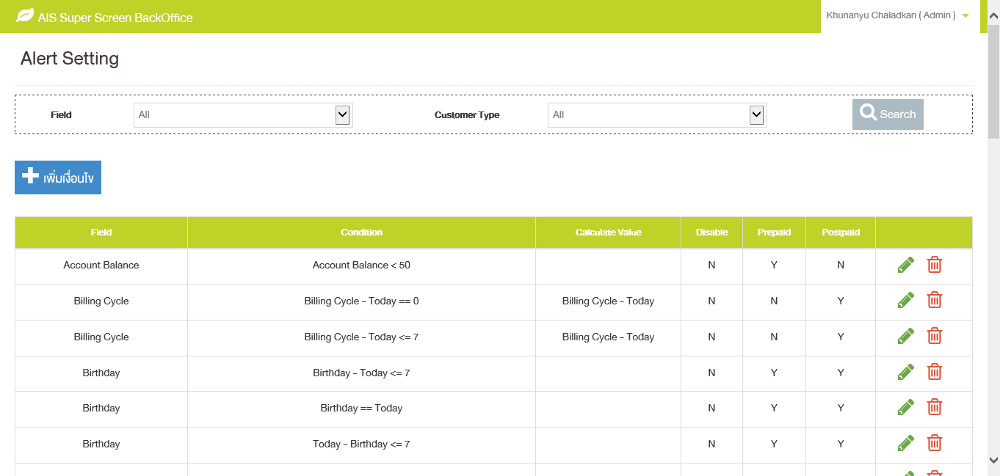 AIS Super Screen BackOffice
Khunanyu Chaladkan ( Admin )
Alert Setting
Field All Customer Type All Search
เพิ่มเงื่อนไข
Field Condition Calculate Value Disable Prepaid Postpaid
Account Balance Account Balance < 50 N Y N
Billing Cycle Billing Cycle - Today == 0 Billing Cycle - Today N N Y
Billing Cycle Billing Cycle - Today <= 7 Billing Cycle - Today N N Y
Birthday Birthday - Today <= 7 N Y Y
Birthday Birthday == Today N Y Y
Birthday Today - Birthday <= 7 N Y Y